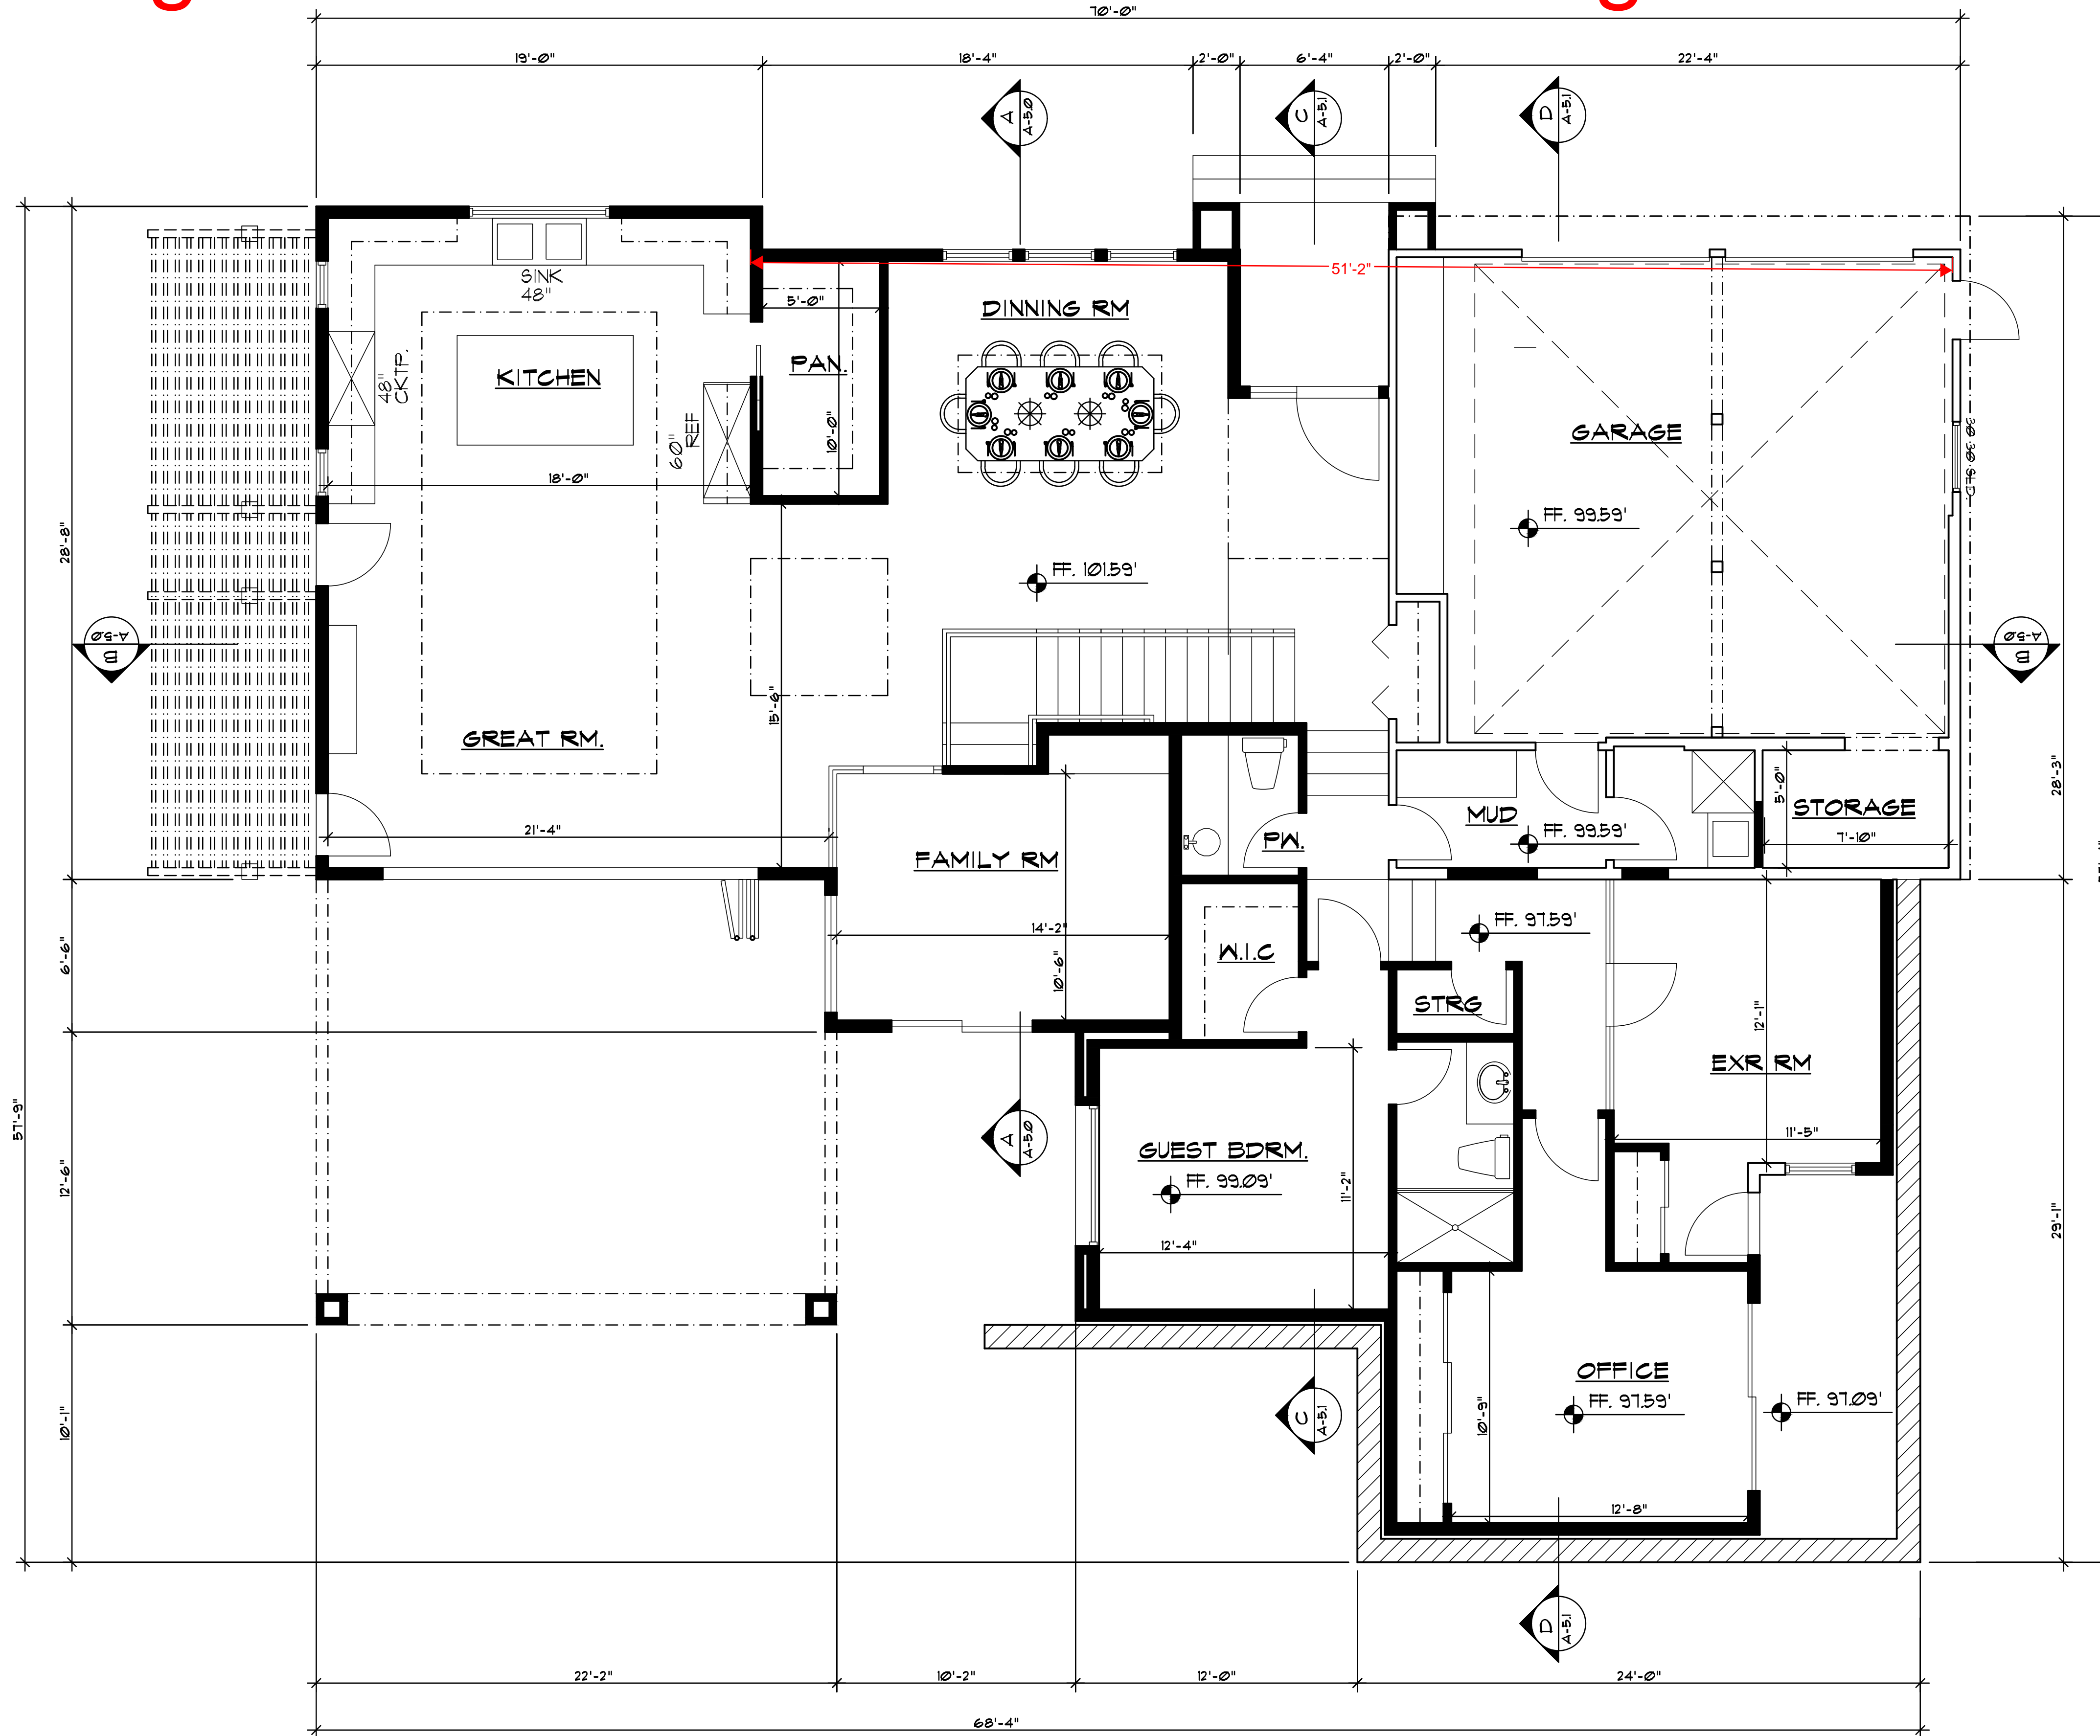 70'-0"
19'-0"
18'-4"
2'-0"
6'-4"
2'-0"
22'-4"
A
A-5.0
C
A-5.1
D
A-5.1
51'-2"
SINK
48"
5'-0"
DINNING RM
KITCHEN
48"
CKTP.
PAN.
60"
REF
10'-0"
GARAGE
30 30 SLD.
18'-0"
FF. 99.59'
28'-8"
FF. 101.59'
B
A-5.0
B
A-5.0
15'-6"
GREAT RM.
28'-3"
5'-0"
STORAGE
MUD
FF. 99.59'
7'-10"
21'-4"
FAMILY RM
PW.
14'-2"
W.I.C
FF. 97.59'
6'-6"
10'-6"
STRG
12'-1"
EXR RM
57'-9"
A
A-5.0
11'-5"
GUEST BDRM.
FF. 99.09'
12'-6"
11'-2"
29'-1"
12'-4"
OFFICE
FF. 97.59'
FF. 97.09'
10'-1"
C
A-5.1
10'-9"
12'-8"
D
A-5.1
22'-2"
10'-2"
12'-0"
24'-0"
68'-4"